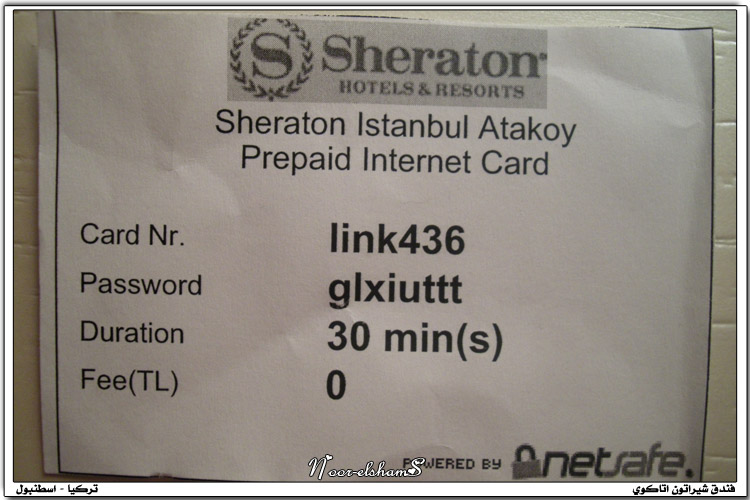 S Sheraton
HOTELS & RESORTS
Sheraton Istanbul Atakoy
Prepaid Internet Card
Card Nr. link436
Password glxiuttt
Duration 30 min(s)
Fee(TL) 0
POWERED BY netsafe.
Noor-elshamS
فندق شيراتون اتاكوي
تركيا - اسطنبول